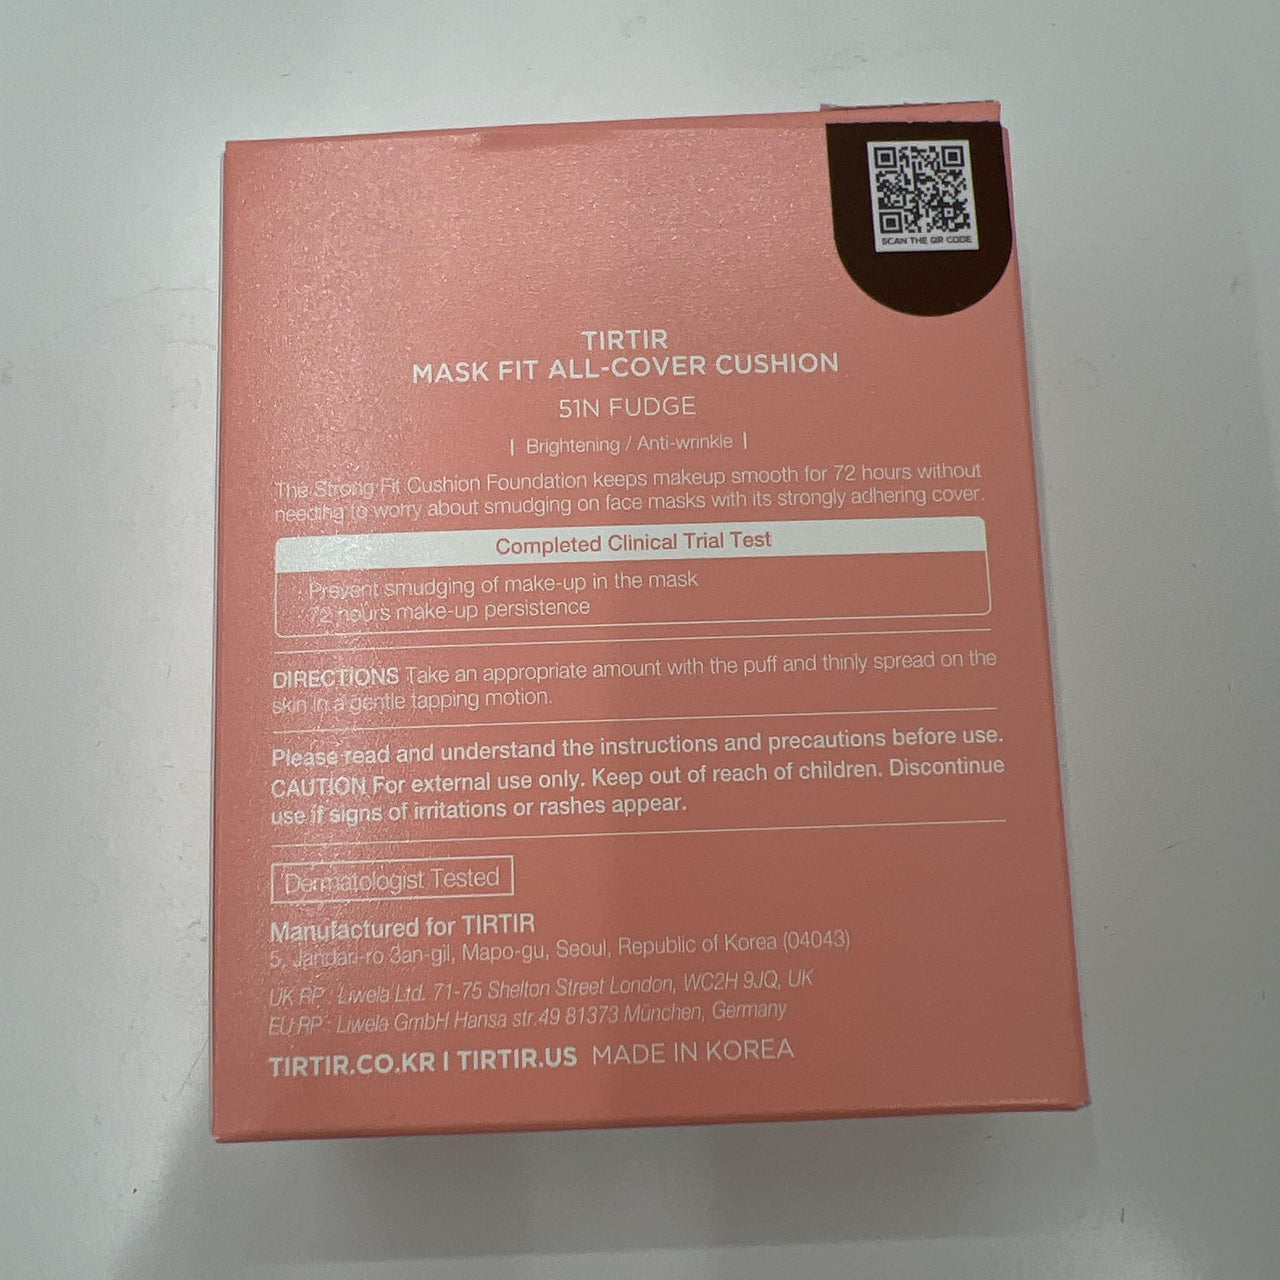 SCAN THE QR CODE
TIRTIR
MASK FIT ALL-COVER CUSHION
51N FUDGE
| Brightening / Anti-wrinkle |
The Strong Fit Cushion Foundation keeps makeup smooth for 72 hours without
needing to worry about smudging on face masks with its strongly adhering cover.
Completed Clinical Trial Test
· Prevent smudging of make-up in the mask
· 72 hours make-up persistence
DIRECTIONS Take an appropriate amount with the puff and thinly spread on the
skin in a gentle tapping motion.
Please read and understand the instructions and precautions before use.
CAUTION For external use only. Keep out of reach of children. Discontinue
use if signs of irritations or rashes appear.
Dermatologist Tested
Manufactured for TIRTIR
5, Jandari-ro 3an-gil, Mapo-gu, Seoul, Republic of Korea (04043)
UK RP : Liwela Ltd. 71-75 Shelton Street London, WC2H 9JQ, UK
EU RP : Liwela GmbH Hansa str.49 81373 München, Germany
TIRTIR.CO.KR I TIRTIR.US MADE IN KOREA